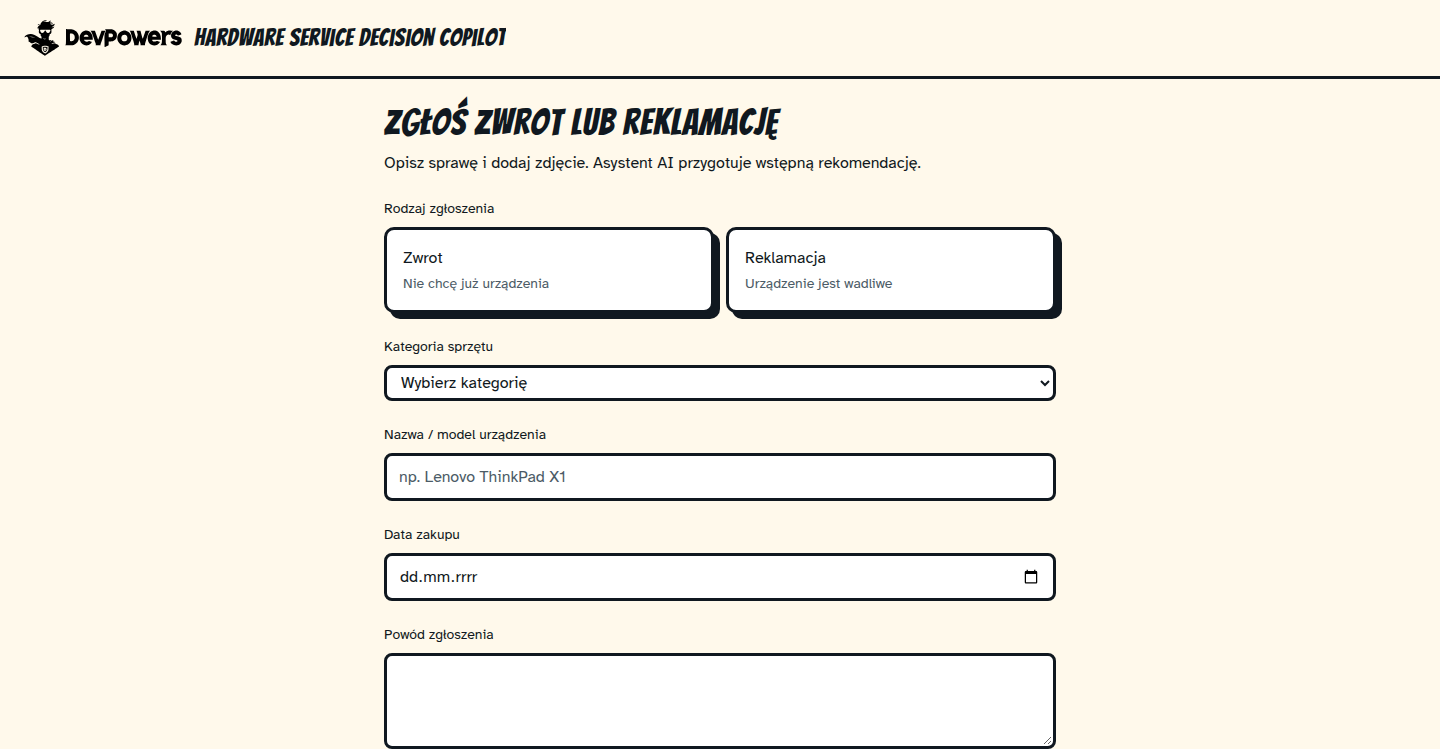 DevPowers HARDWARE SERVICE DECISION COPILOT
ZGŁOŚ ZWROT LUB REKLAMACJĘ
Opisz sprawę i dodaj zdjęcie. Asystent AI przygotuje wstępną rekomendację.
Rodzaj zgłoszenia
Zwrot
Nie chcę już urządzenia
Reklamacja
Urządzenie jest wadliwe
Kategoria sprzętu
Wybierz kategorię
Nazwa / model urządzenia
np. Lenovo ThinkPad X1
Data zakupu
dd.mm.rrrr
Powód zgłoszenia